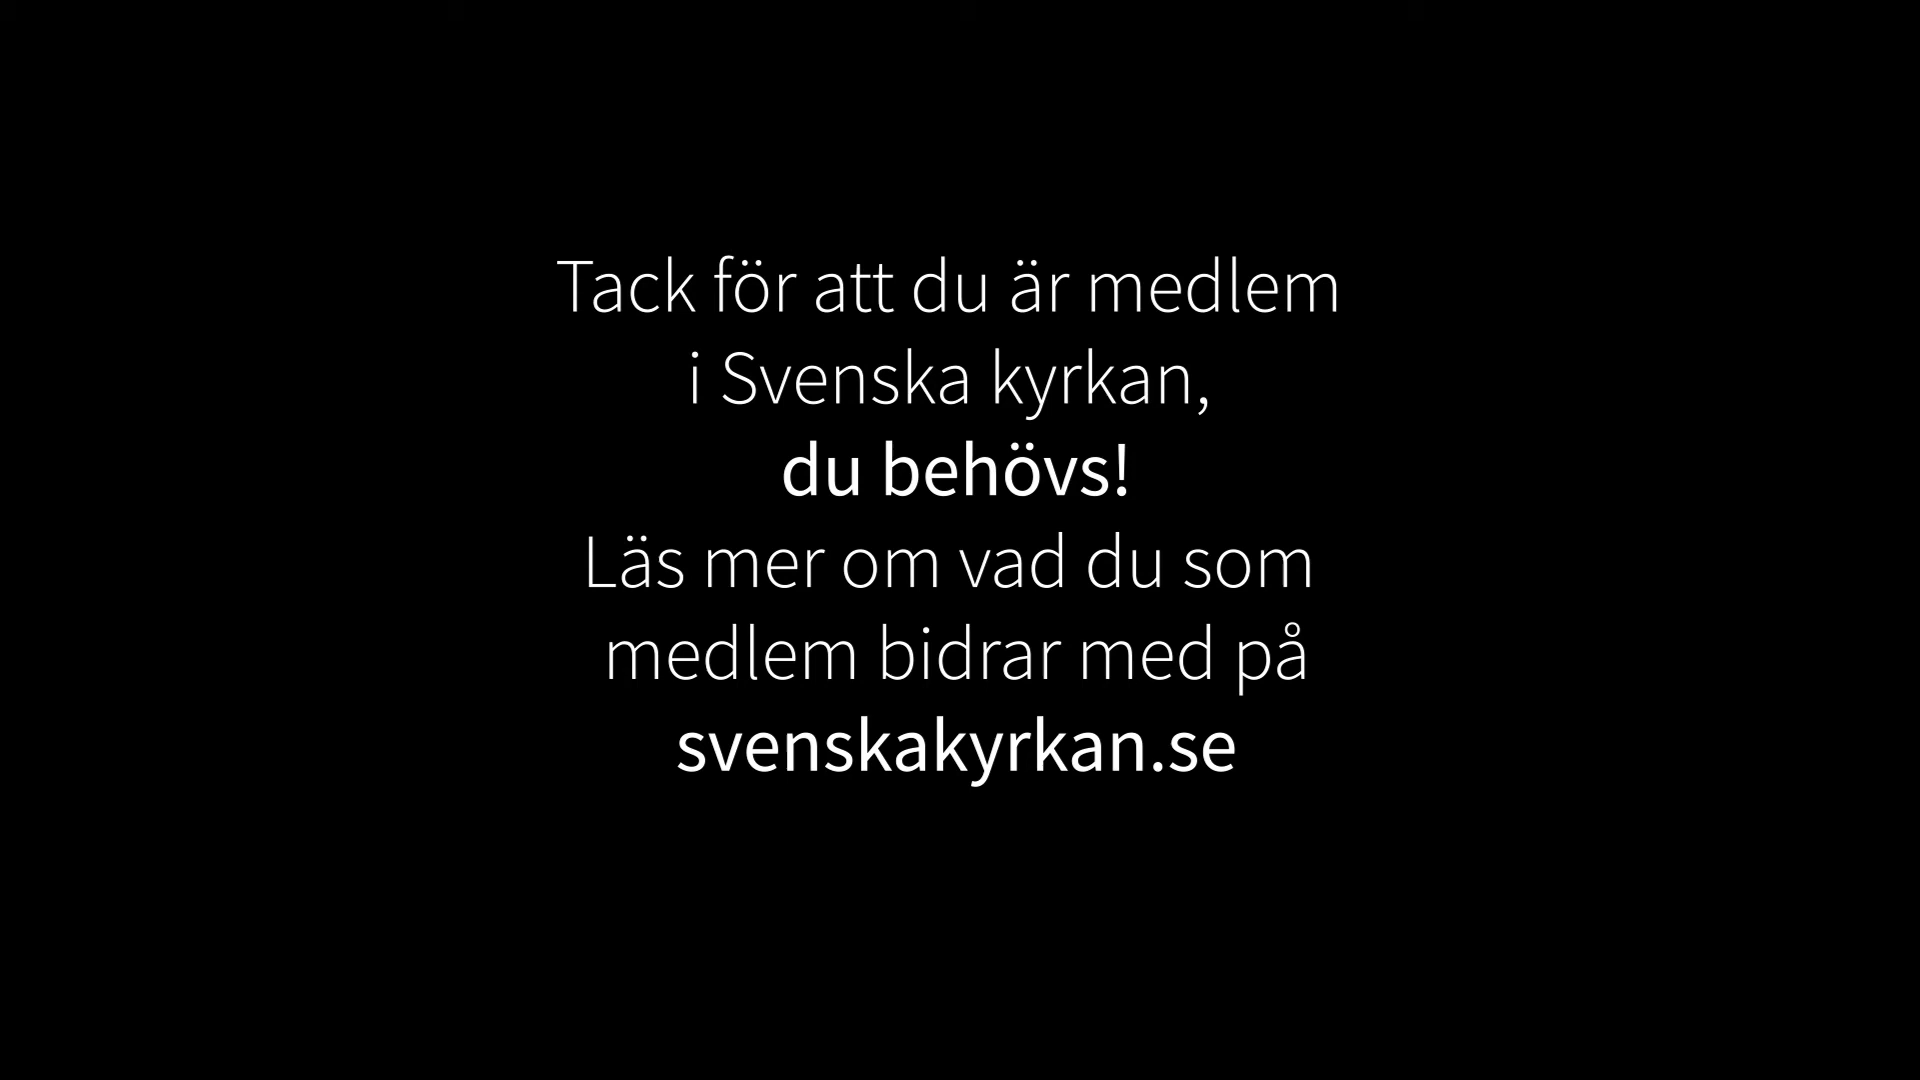 Tack för att du är medlem
i Svenska kyrkan,
du behövs!
Läs mer om vad du som
medlem bidrar med på
svenskakyrkan.se